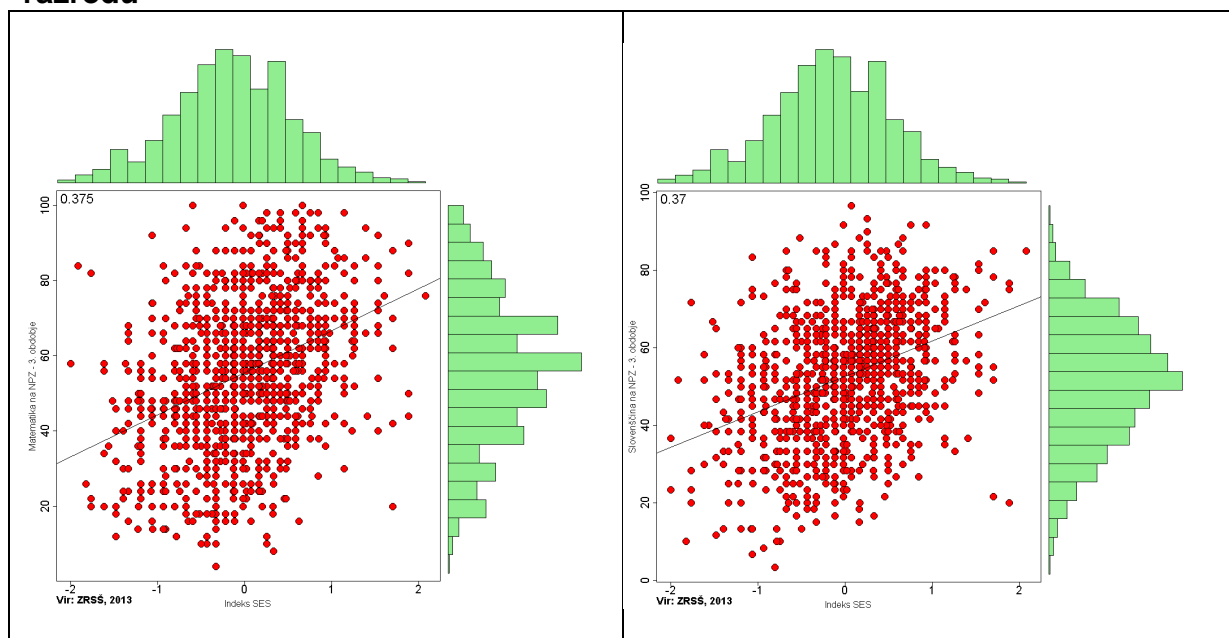 0.375
100
80
60
40
20
Matematika na NPZ - 3. obdobje
-2 -1 0 1 2
Indeks SES
Vir: ZRSŠ, 2013
0.37
100
80
60
40
20
0
Slovenščina na NPZ - 3. obdobje
-2 -1 0 1 2
Indeks SES
Vir: ZRSŠ, 2013